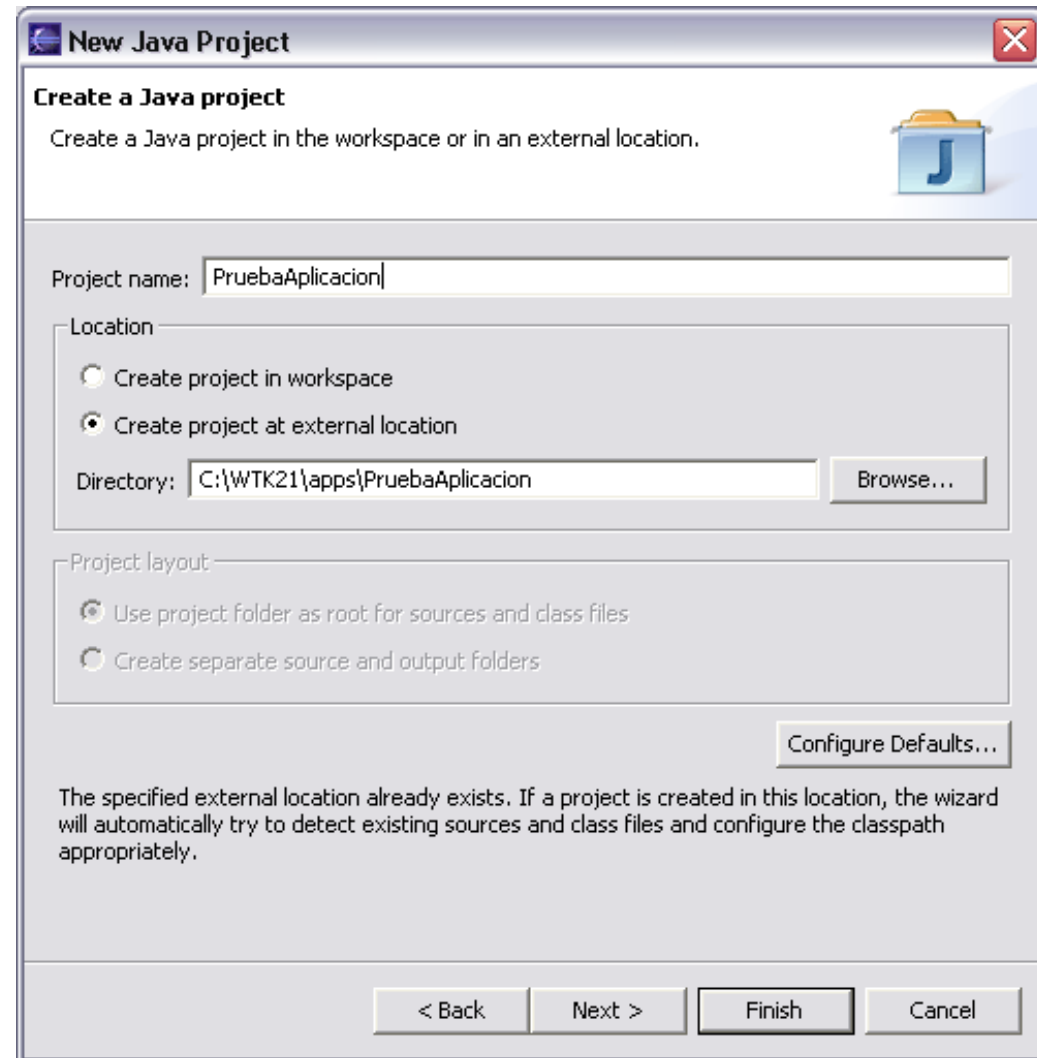 New Java Project
Create a Java project
Create a Java project in the workspace or in an external location.
J
Project name: PruebaAplicacion
Location
Create project in workspace
Create project at external location
Directory: C:\WTK21\apps\PruebaAplicacion Browse...
Project layout
Use project folder as root for sources and class files
Create separate source and output folders
Configure Defaults...
The specified external location already exists. If a project is created in this location, the wizard
will automatically try to detect existing sources and class files and configure the classpath
appropriately.
< Back Next > Finish Cancel